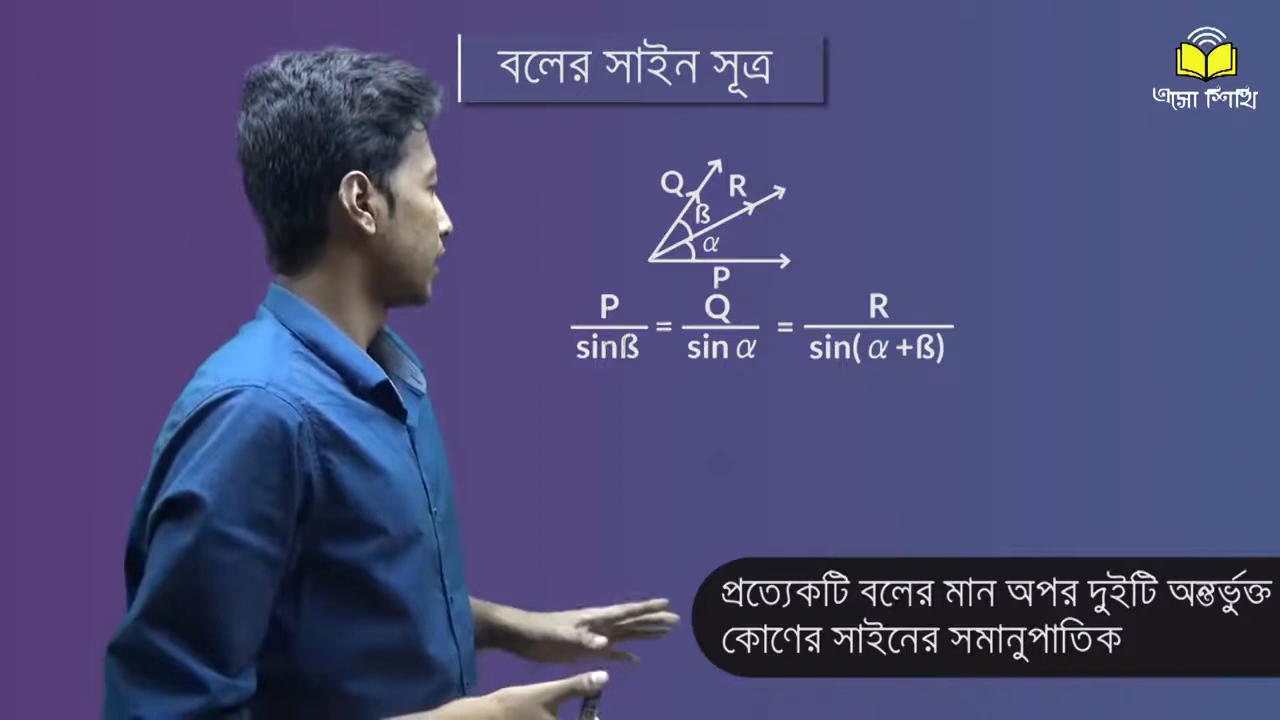 বলের সাইন সূত্র
এসো শিখি
Q R
ß
α
P
P/sinß = Q/sin α = R/sin( α +ß)
প্রত্যেকটি বলের মান অপর দুইটি অন্তর্ভুক্ত
কোণের সাইনের সমানুপাতিক